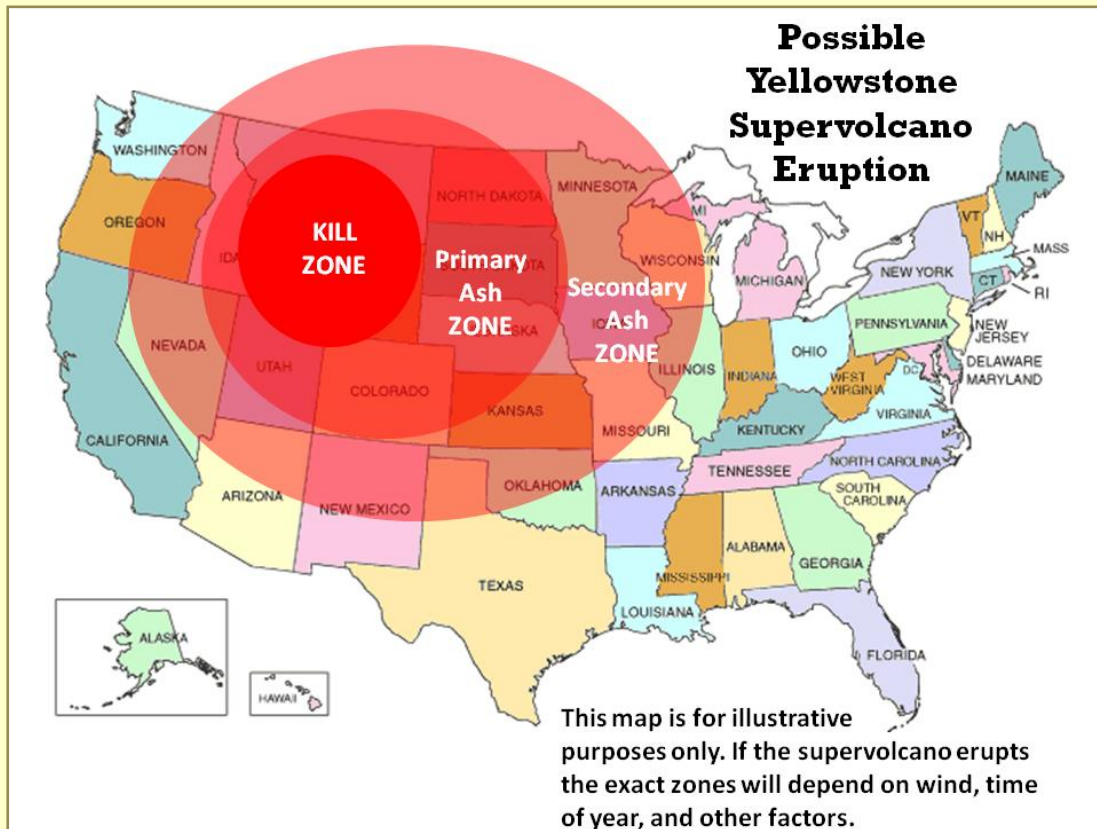 Possible
Yellowstone
Supervolcano
Eruption
WASHINGTON
OREGON
NORTH DAKOTA
MINNESOTA
MAINE
MI
VT
NH
MASS
RI
CT
NEW YORK
WISCONSIN
MICHIGAN
KILL
ZONE
Primary
Ash
ZONE
Secondary
Ash
ZONE
PENNSYLVANIA
NEW
JERSEY
DELAWARE
MARYLAND
DC
NEVADA
UTAH
COLORADO
KANSAS
ILLINOIS
INDIANA
OHIO
WEST
VIRGINIA
VIRGINIA
CALIFORNIA
MISSOURI
KENTUCKY
TENNESSEE
NORTH CAROLINA
SOUTH
CAROLINA
ARIZONA
NEW MEXICO
OKLAHOMA
ARKANSAS
TEXAS
MISSISSIPPI
ALABAMA
GEORGIA
LOUISIANA
FLORIDA
ALASKA
HAWAII
This map is for illustrative
purposes only. If the supervolcano erupts
the exact zones will depend on wind, time
of year, and other factors.